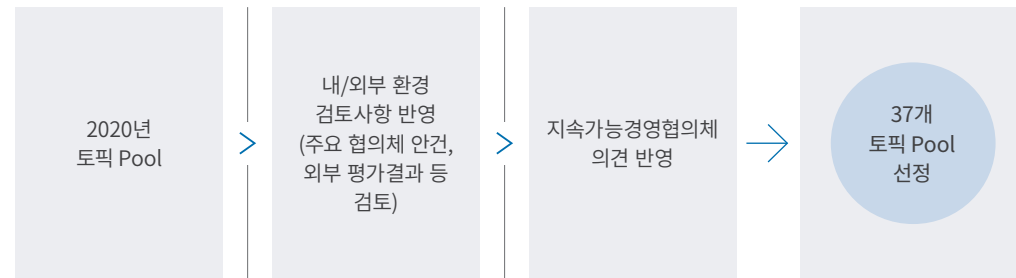 2020년
토픽 Pool
내/외부 환경
검토사항 반영
(주요 협의체 안건,
외부 평가결과 등
검토)
지속가능경영협의체
의견 반영
37개
토픽 Pool
선정